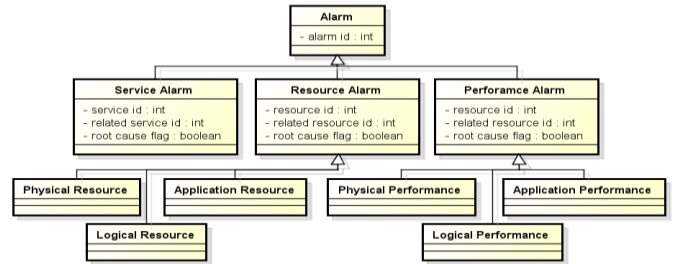 Alarm
- alarm id : int
Service Alarm
- service id : int
- related service id : int
- root cause flag : boolean
Resource Alarm
- resource id : int
- related resource id : int
- root cause flag : boolean
Perforamce Alarm
- resource id : int
- related resource id : int
- root cause flag : boolean
Physical Resource
Application Resource
Physical Performance
Application Performance
Logical Resource
Logical Performance